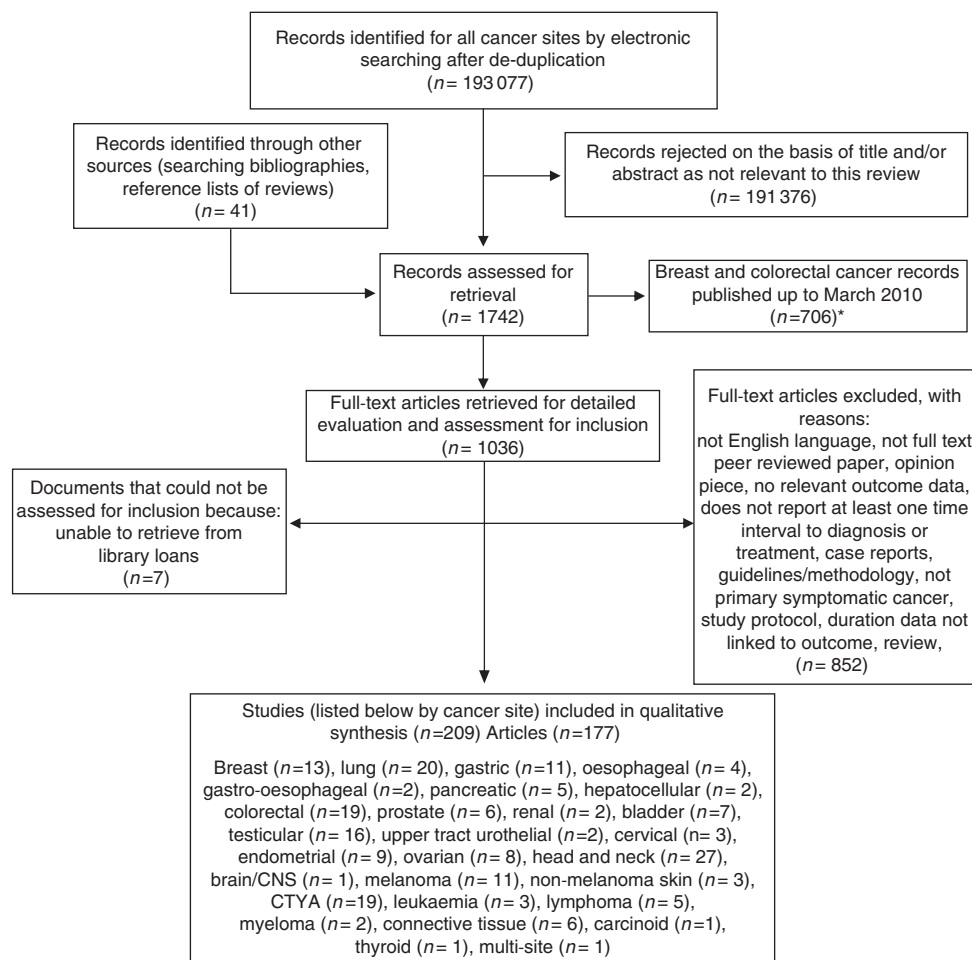 Records identified for all cancer sites by electronic
searching after de-duplication
(n = 193 077)
Records identified through other
sources (searching bibliographies,
reference lists of reviews)
(n = 41)
Records rejected on the basis of title and/or
abstract as not relevant to this review
(n = 191 376)
Records assessed for
retrieval
(n = 1742)
Breast and colorectal cancer records
published up to March 2010
(n=706)*
Full-text articles retrieved for detailed
evaluation and assessment for inclusion
(n = 1036)
Documents that could not be
assessed for inclusion because:
unable to retrieve from
library loans
(n=7)
Full-text articles excluded, with
reasons:
not English language, not full text
peer reviewed paper, opinion
piece, no relevant outcome data,
does not report at least one time
interval to diagnosis or
treatment, case reports,
guidelines/methodology, not
primary symptomatic cancer,
study protocol, duration data not
linked to outcome, review,
(n = 852)
Studies (listed below by cancer site) included in qualitative
synthesis (n=209) Articles (n=177)
Breast (n=13), lung (n = 20), gastric (n=11), oesophageal (n = 4),
gastro-oesophageal (n=2), pancreatic (n = 5), hepatocellular (n = 2),
colorectal (n=19), prostate (n = 6), renal (n = 2), bladder (n=7),
testicular (n = 16), upper tract urothelial (n=2), cervical (n= 3),
endometrial (n = 9), ovarian (n = 8), head and neck (n = 27),
brain/CNS (n = 1), melanoma (n = 11), non-melanoma skin (n = 3),
CTYA (n=19), leukaemia (n = 3), lymphoma (n = 5),
myeloma (n = 2), connective tissue (n = 6), carcinoid (n=1),
thyroid (n = 1), multi-site (n = 1)